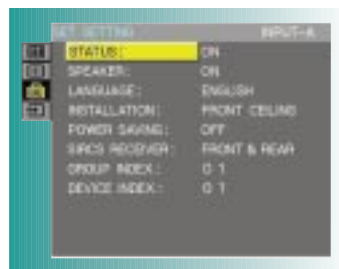 SET SETTING INPUT-A
STATUS: ON
SPEAKER: ON
LANGUAGE: ENGLISH
INSTALLATION: FRONT CEILING
POWER SAVING: OFF
SIRCS RECEIVER: FRONT & REAR
GROUP INDEX: 0 1
DEVICE INDEX: 0 1